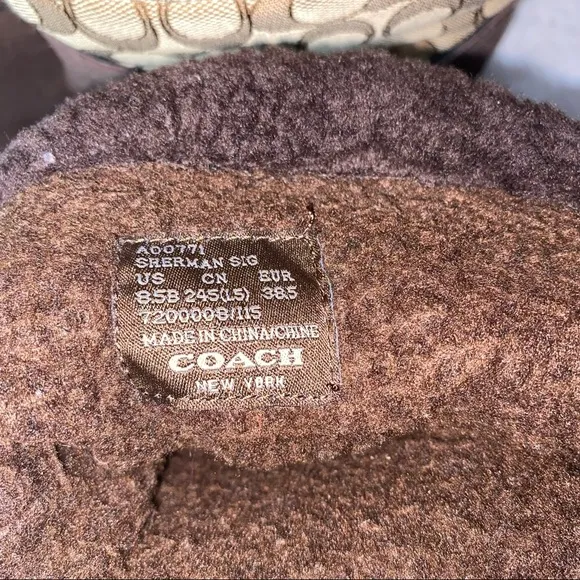 A00771
SHERMAN SIG
US CN EUR
8.5B 245(1.5) 38.5
7200008/115
MADE IN CHINA/CHINE
COACH
NEW YORK